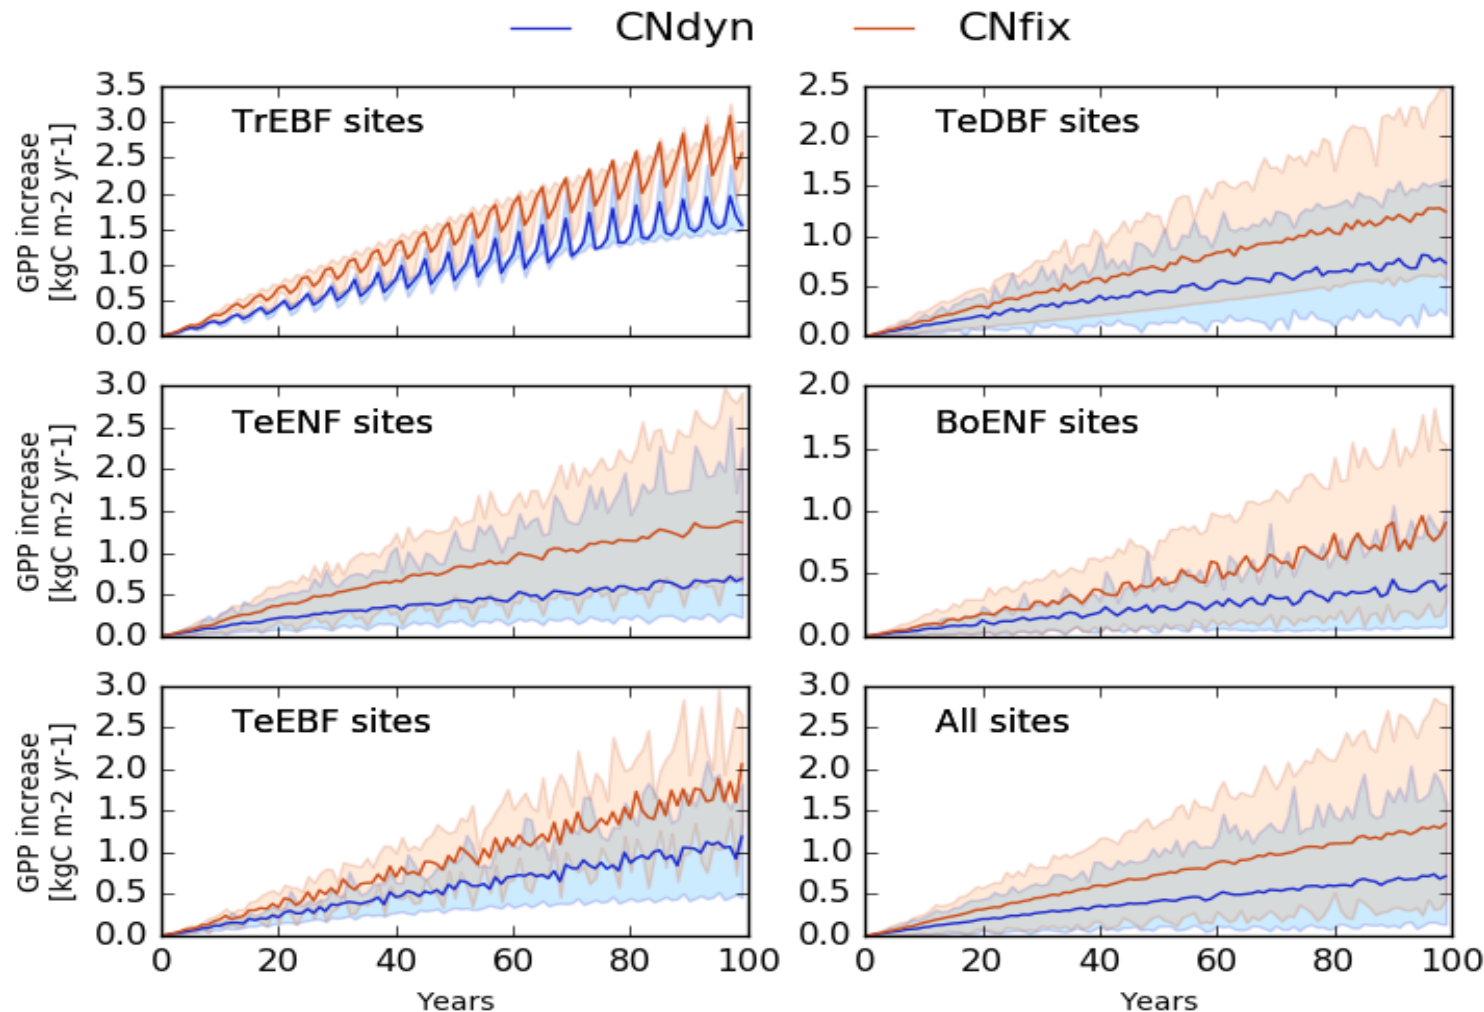 CNdyn CNfix
TrEBF sites
3.5
3.0
2.5
2.0
1.5
1.0
0.5
0.0
GPP increase
[kgC m-2 yr-1]
TeDBF sites
2.5
2.0
1.5
1.0
0.5
0.0
TeENF sites
3.0
2.5
2.0
1.5
1.0
0.5
0.0
GPP increase
[kgC m-2 yr-1]
BoENF sites
2.0
1.5
1.0
0.5
0.0
TeEBF sites
3.0
2.5
2.0
1.5
1.0
0.5
0.0
GPP increase
[kgC m-2 yr-1]
0 20 40 60 80 100
Years
All sites
3.0
2.5
2.0
1.5
1.0
0.5
0.0
0 20 40 60 80 100
Years